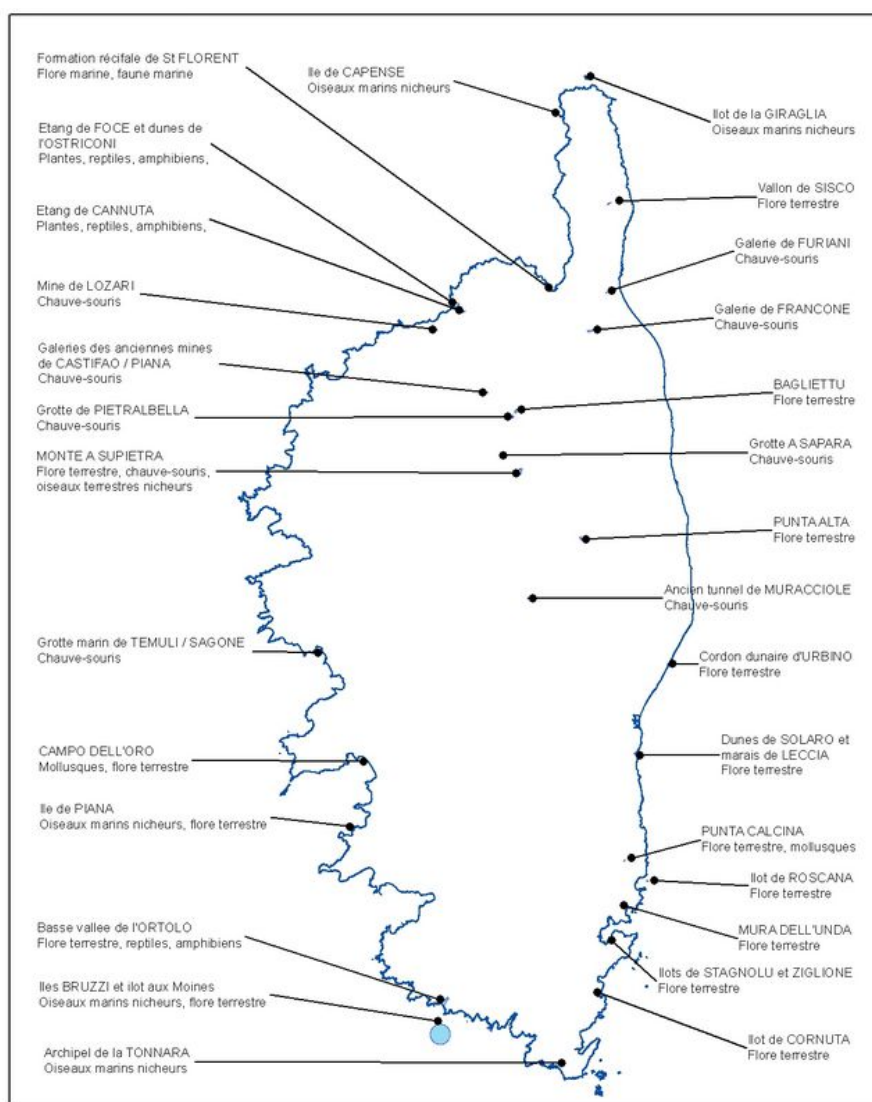 Formation récifale de St FLORENT
Flore marine, faune marine
Ile de CAPENSE
Oiseaux marins nicheurs
Ilot de la GIRAGLIA
Oiseaux marins nicheurs
Etang de FOCE et dunes de
l'OSTRICONI
Plantes, reptiles, amphibiens,
Vallon de SISCO
Flore terrestre
Etang de CANNUTA
Plantes, reptiles, amphibiens,
Galerie de FURIANI
Chauve-souris
Mine de LOZARI
Chauve-souris
Galerie de FRANCONE
Chauve-souris
Galeries des anciennes mines
de CASTIFAO / PIANA
Chauve-souris
BAGLIETTU
Flore terrestre
Grotte de PIETRALBELLA
Chauve-souris
Grotte A SAPARA
Chauve-souris
MONTE A SUPIETRA
Flore terrestre, chauve-souris,
oiseaux terrestres nicheurs
PUNTA ALTA
Flore terrestre
Ancien tunnel de MURACCIOLE
Chauve-souris
Grotte marin de TEMULI / SAGONE
Chauve-souris
Cordon dunaire d'URBINO
Flore terrestre
CAMPO DELL'ORO
Mollusques, flore terrestre
Dunes de SOLARO et
marais de LECCIA
Flore terrestre
Ile de PIANA
Oiseaux marins nicheurs, flore terrestre
PUNTA CALCINA
Flore terrestre, mollusques
Ilot de ROSCANA
Flore terrestre
Basse vallee de l'ORTOLO
Flore terrestre, reptiles, amphibiens
MURA DELL'UNDA
Flore terrestre
Ilots de STAGNOLU et ZIGLIONE
Flore terrestre
Iles BRUZZI et ilot aux Moines
Oiseaux marins nicheurs, flore terrestre
Ilot de CORNUTA
Flore terrestre
Archipel de la TONNARA
Oiseaux marins nicheurs